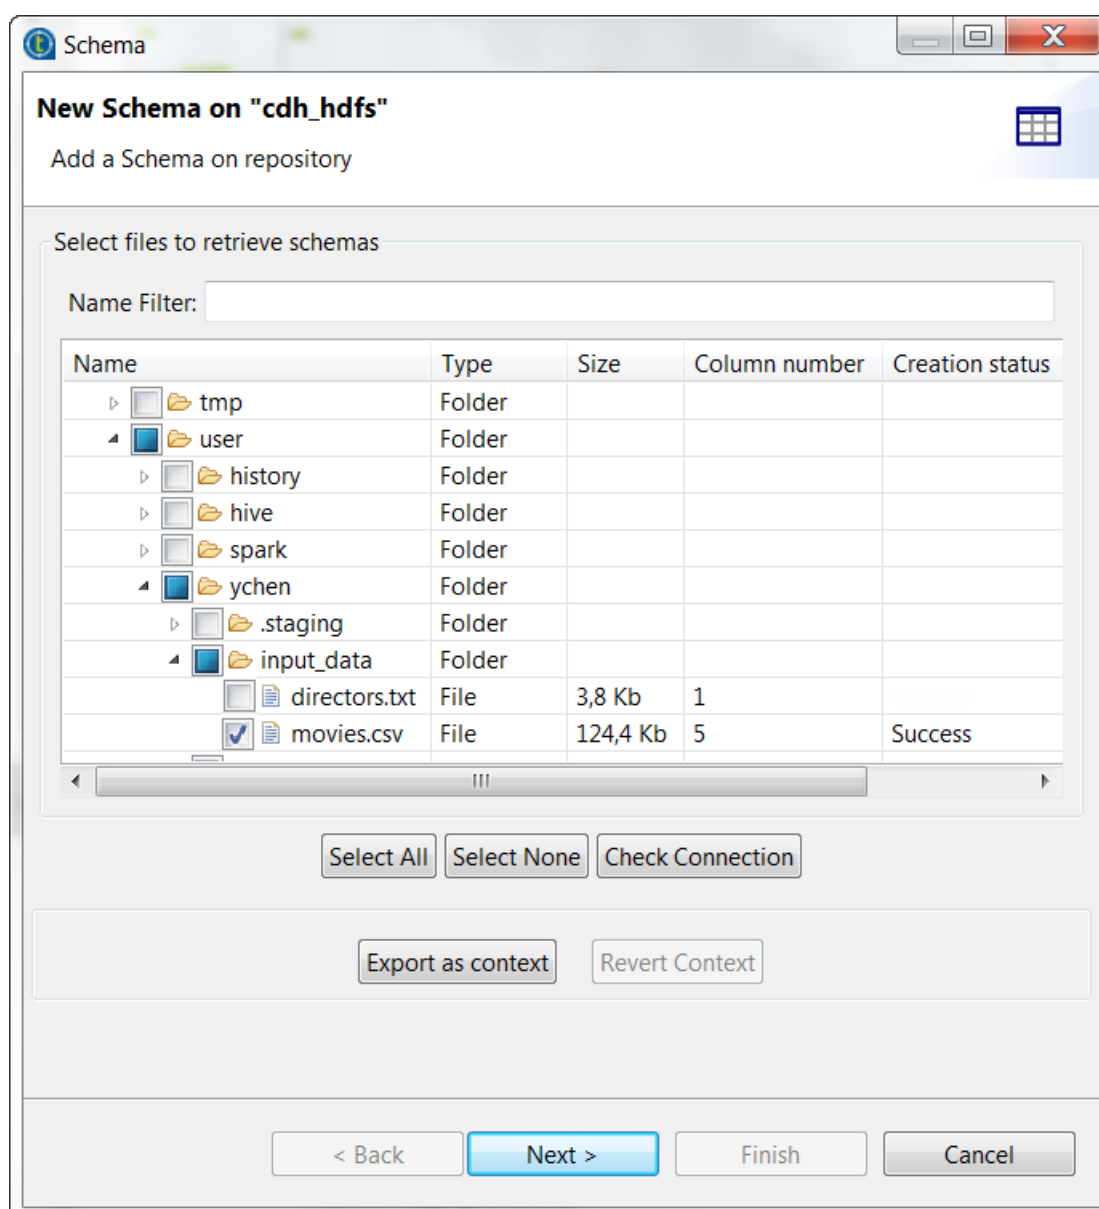 Schema
New Schema on "cdh_hdfs"
Add a Schema on repository
Select files to retrieve schemas
Name Filter:
Name Type Size Column number Creation status
tmp Folder
user Folder
history Folder
hive Folder
spark Folder
ychen Folder
.staging Folder
input_data Folder
directors.txt File 3,8 Kb 1
movies.csv File 124,4 Kb 5 Success
Select All Select None Check Connection
Export as context Revert Context
< Back Next > Finish Cancel